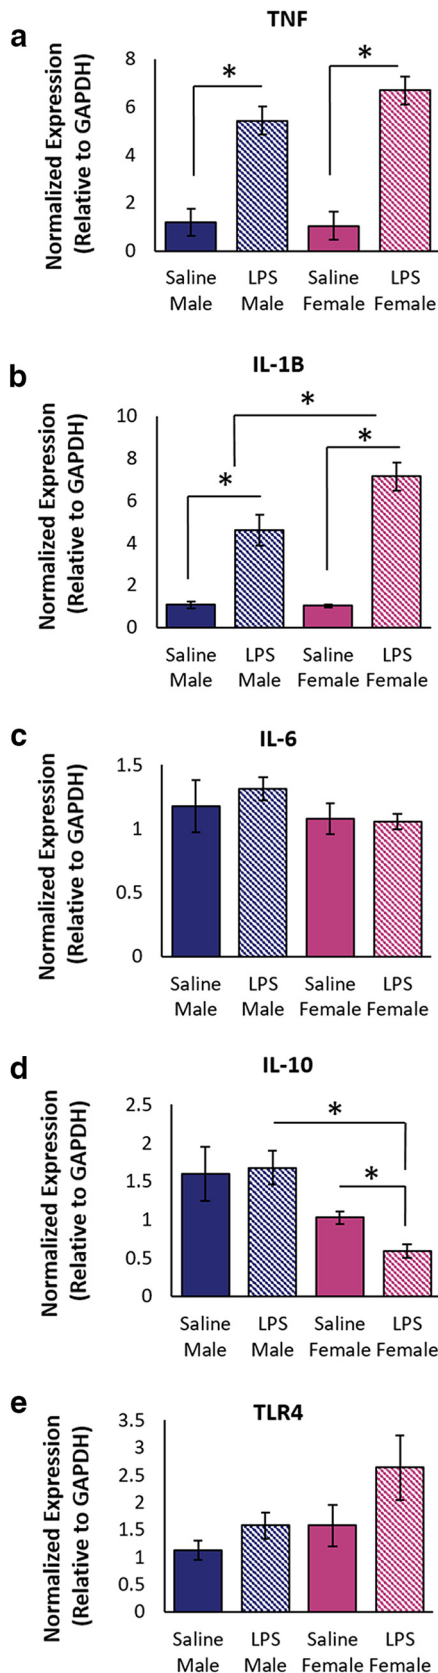 a
TNF
Normalized Expression
(Relative to GAPDH)
8
6
4
2
0
*
*
Saline LPS Saline LPS
Male Male Female Female
b
IL-1B
Normalized Expression
(Relative to GAPDH)
10
8
6
4
2
0
*
*
*
Saline LPS Saline LPS
Male Male Female Female
c
IL-6
Normalized Expression
(Relative to GAPDH)
1.5
1
0.5
0
Saline LPS Saline LPS
Male Male Female Female
d
IL-10
Normalized Expression
(Relative to GAPDH)
2.5
2
1.5
1
0.5
0
*
*
Saline LPS Saline LPS
Male Male Female Female
e
TLR4
Normalized Expression
(Relative to GAPDH)
3.5
3
2.5
2
1.5
1
0.5
0
Saline LPS Saline LPS
Male Male Female Female